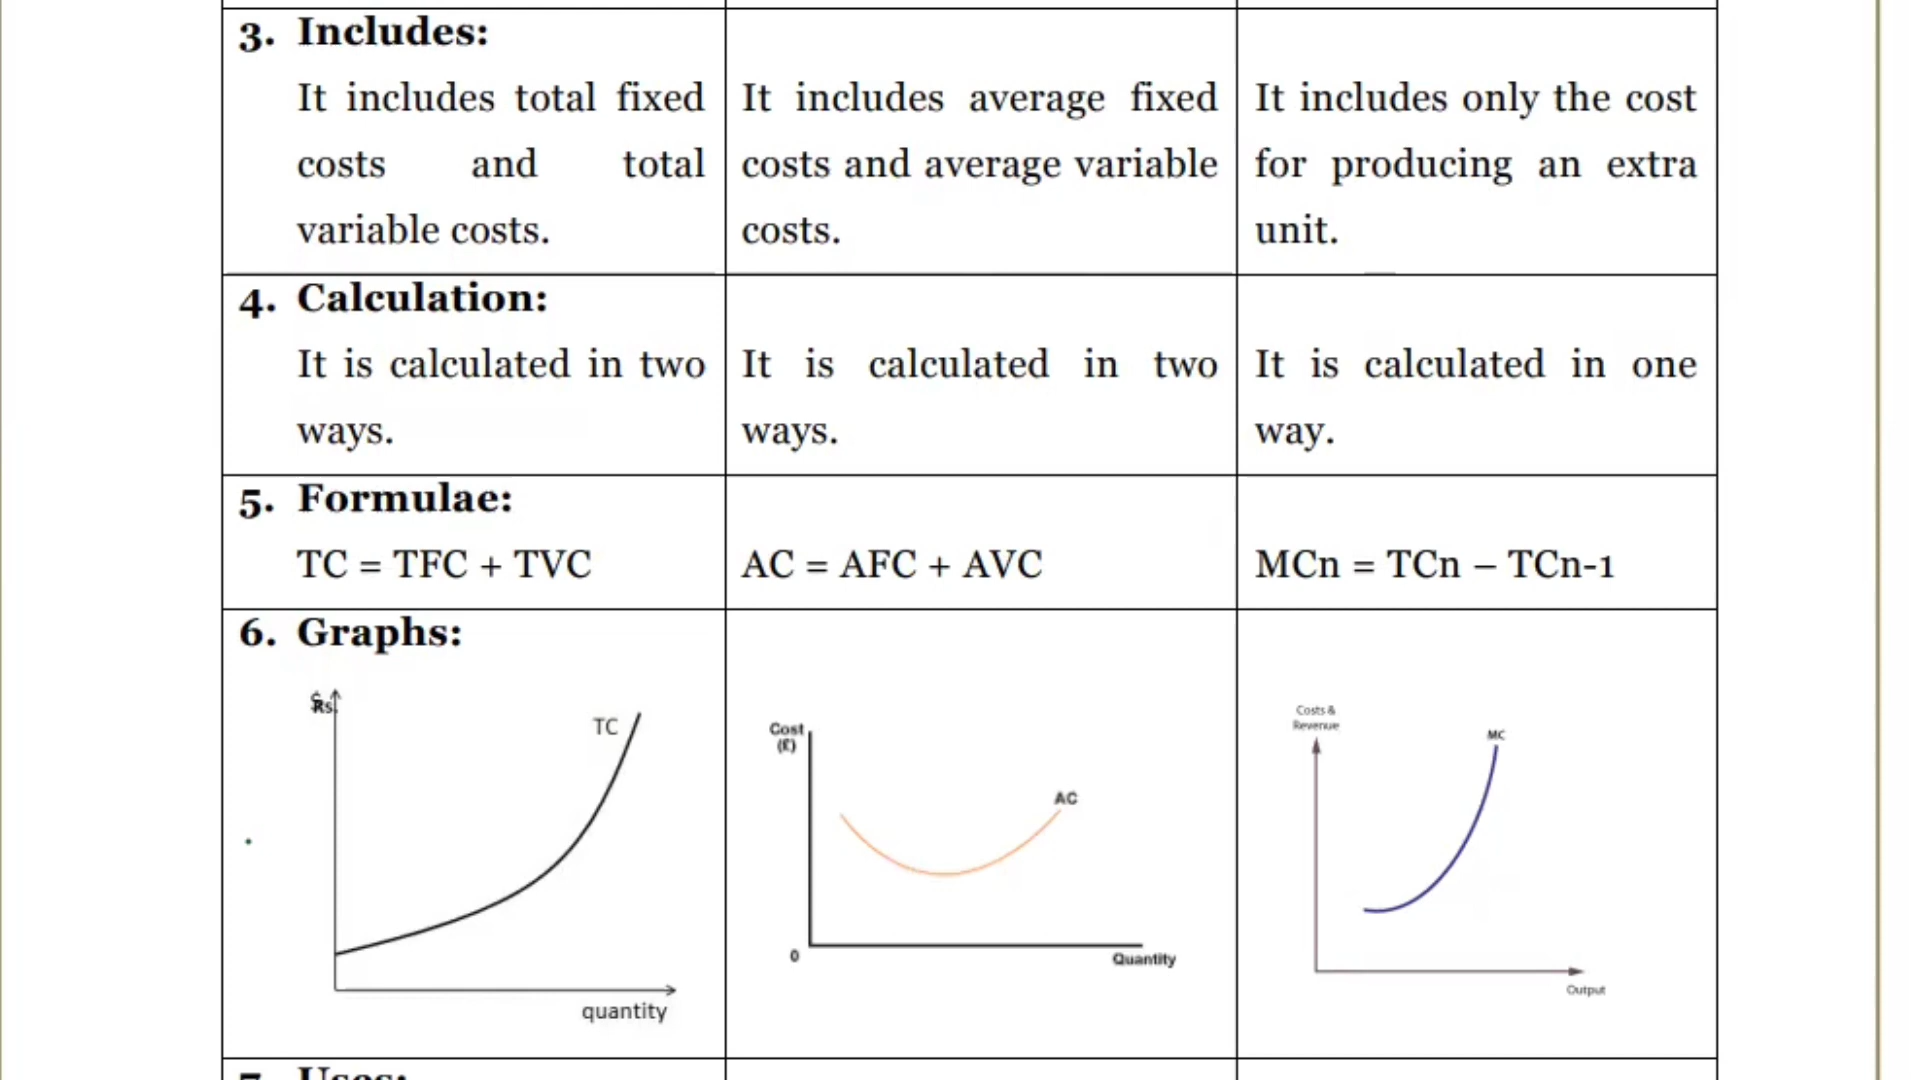 3. Includes:
It includes total fixed
costs and total
variable costs.
It includes average fixed
costs and average variable
costs.
It includes only the cost
for producing an extra
unit.
4. Calculation:
It is calculated in two
ways.
It is calculated in two
ways.
It is calculated in one
way.
5. Formulae:
TC = TFC + TVC
AC = AFC + AVC
MCn = TCn – TCn-1
6. Graphs:
Rs.
TC
quantity
Cost
(£)
AC
0
Quantity
Costs &
Revenue
MC
Output
7. Uses: